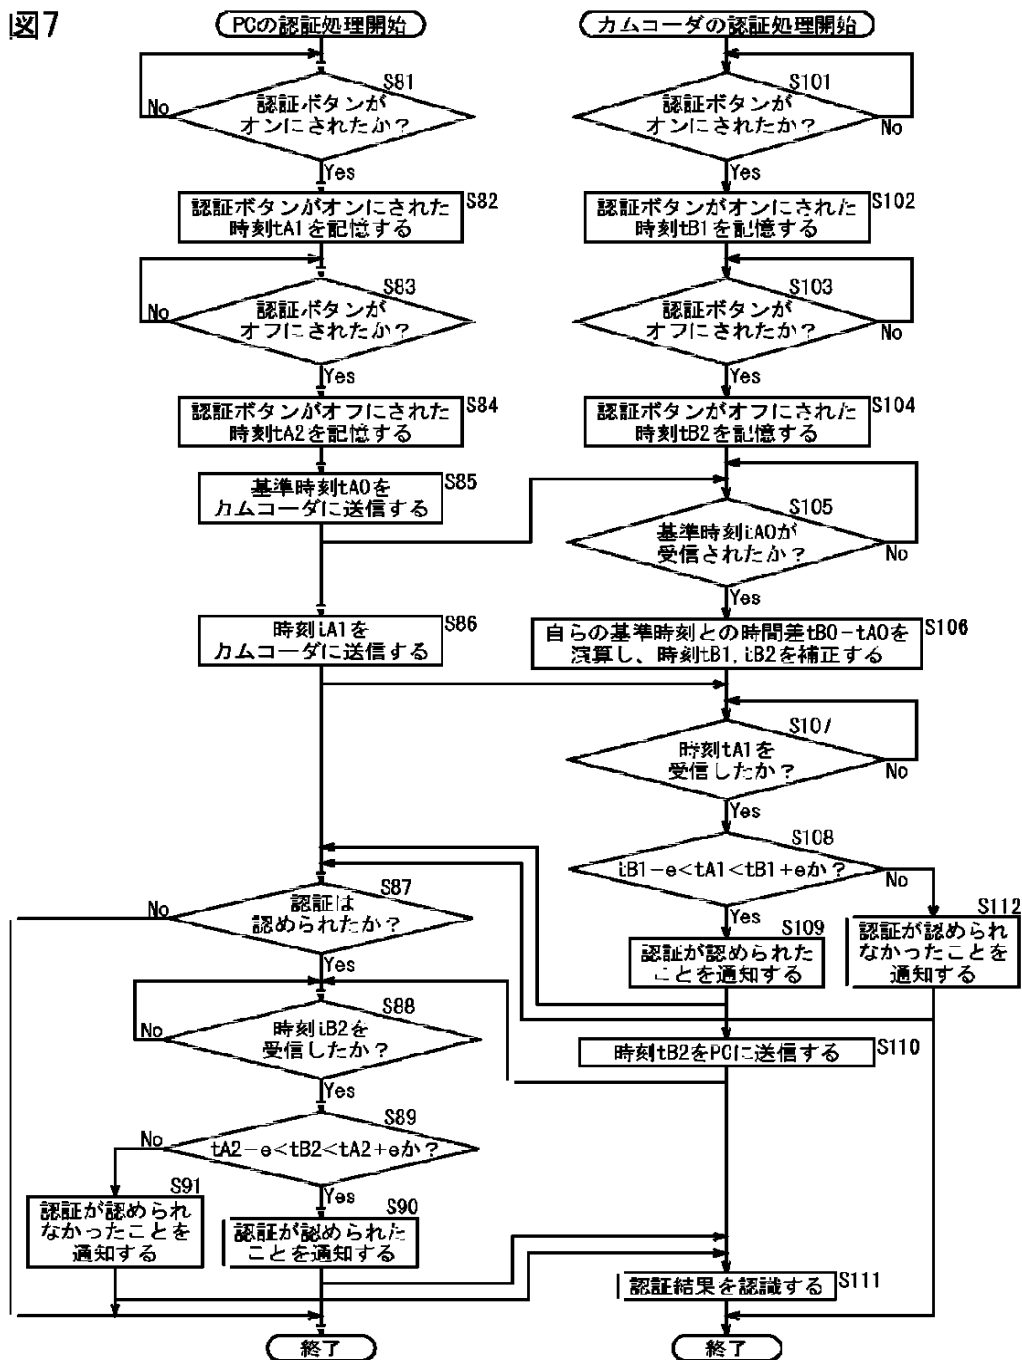 図7
PCの認証処理開始
S81
認証ボタンが
オンにされたか?
No
Yes
認証ボタンがオンにされた
時刻tA1を記憶する
S82
S83
認証ボタンが
オフにされたか?
No
Yes
認証ボタンがオフにされた
時刻tA2を記憶する
S84
基準時刻tA0を
カムコーダに送信する
S85
時刻tA1を
カムコーダに送信する
S86
S87
認証は
認められたか?
No
Yes
S88
時刻tB2を
受信したか?
No
Yes
S89
tA2-e<tB2<tA2+eか?
No
Yes
S91
認証が認められ
なかったことを
通知する
S90
認証が認められた
ことを通知する
終了
カムコーダの認証処理開始
S101
認証ボタンが
オンにされたか?
No
Yes
認証ボタンがオンにされた
時刻tB1を記憶する
S102
S103
認証ボタンが
オフにされたか?
No
Yes
認証ボタンがオフにされた
時刻tB2を記憶する
S104
S105
基準時刻tA0が
受信されたか?
No
Yes
自らの基準時刻との時間差tB0-tA0を
演算し、時刻tB1,tB2を補正する
S106
S107
時刻tA1を
受信したか?
No
Yes
S108
tB1-e<tA1<tB1+eか?
No
Yes
S109
認証が認められた
ことを通知する
S112
認証が認められ
なかったことを
通知する
時刻tB2をPCに送信する
S110
認証結果を認識する
S111
終了